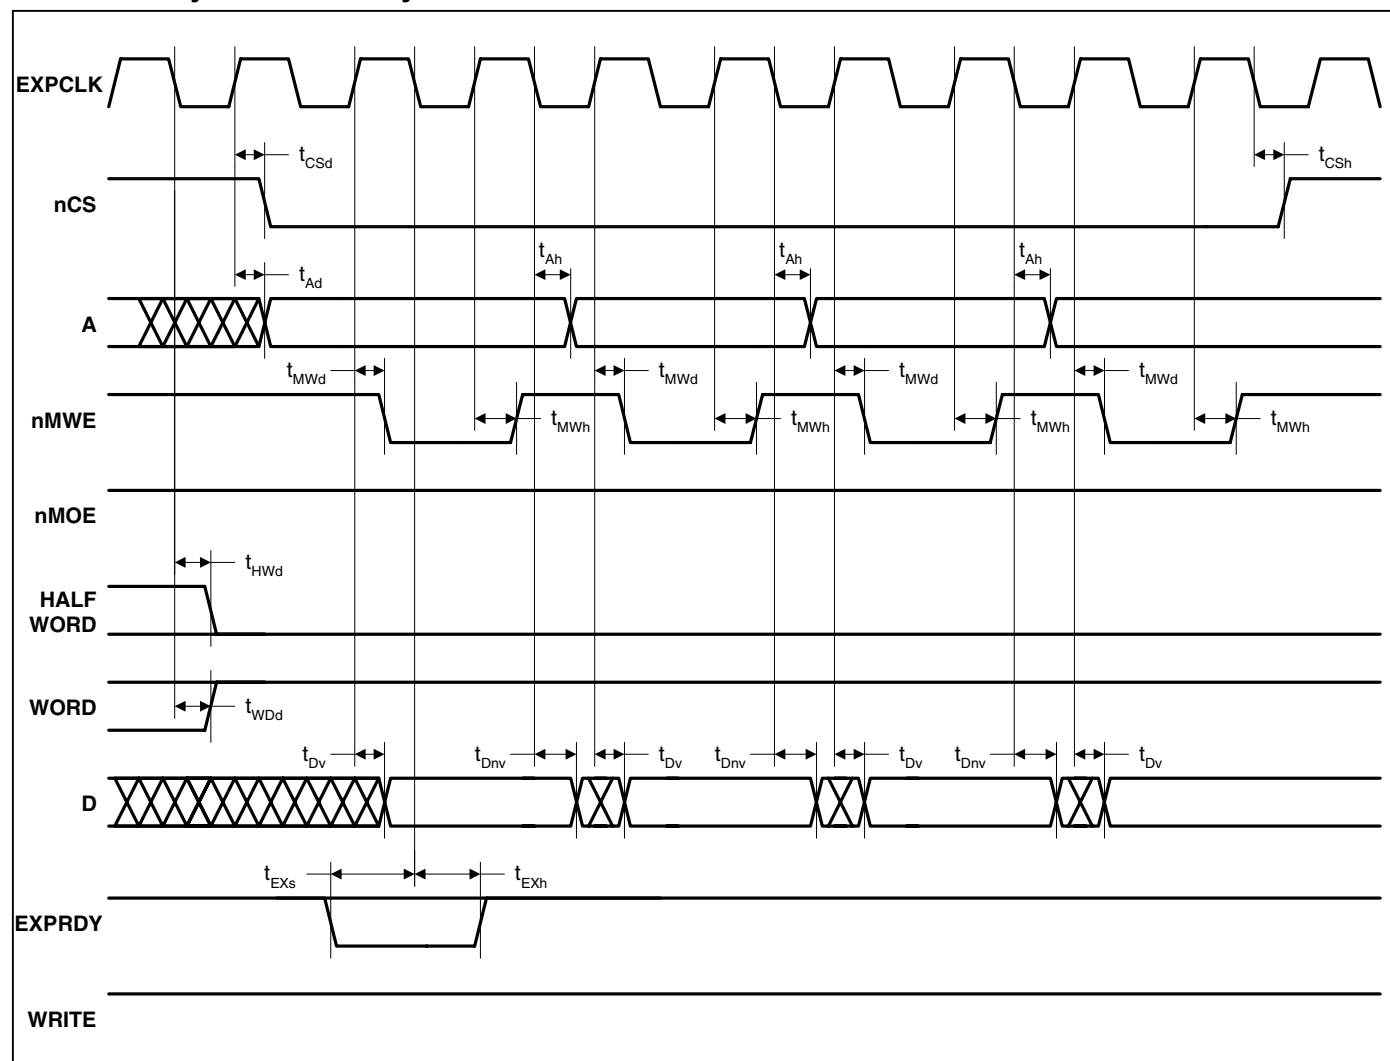 EXPCLK
t_CSd
t_CSh
nCS
t_Ah t_Ah t_Ah
t_Ad
A
t_MWd t_MWd t_MWd t_MWd
nMWE
t_MWh t_MWh t_MWh t_MWh
nMOE
t_HWd
HALF
WORD
WORD
t_WDd
t_Dv t_Dnv t_Dv t_Dnv t_Dv t_Dnv t_Dv
D
t_EXs t_EXh
EXPRDY
WRITE